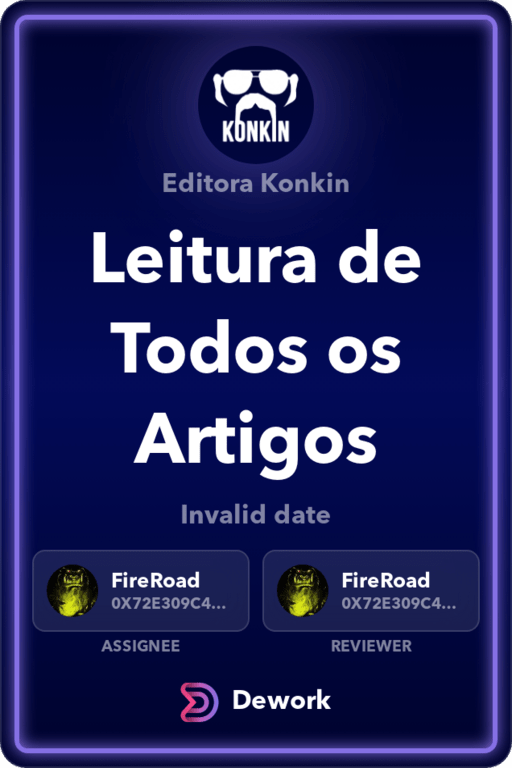 KONKIN
Editora Konkin
Leitura de
Todos os
Artigos
Invalid date
FireRoad
0X72E309C4...
ASSIGNEE
FireRoad
0X72E309C4...
REVIEWER
Dework